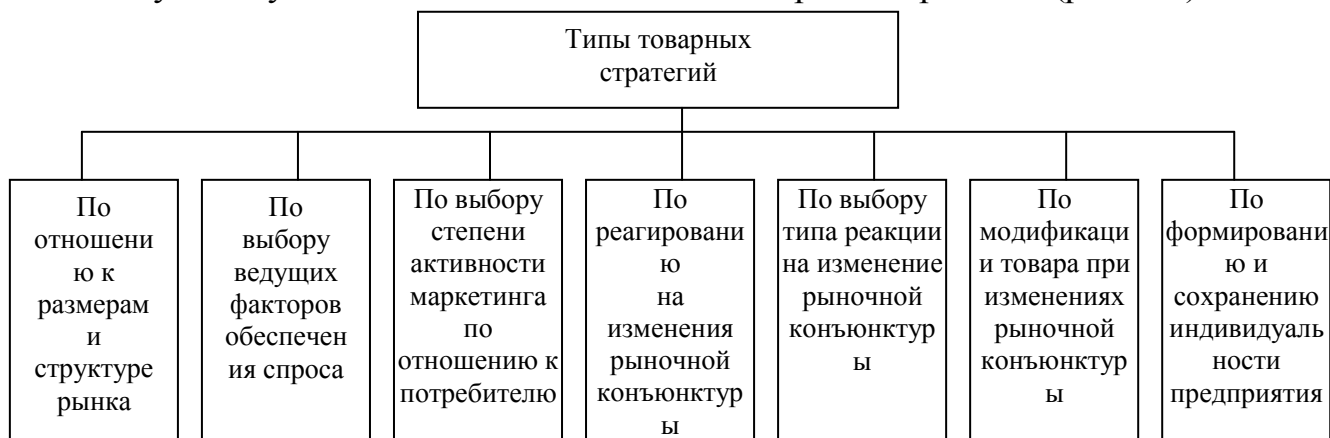 Типы товарных
стратегий
По
отношени
ю к
размерам
и
структуре
рынка
По
выбору
ведущих
факторов
обеспечен
ия спроса
По выбору
степени
активности
маркетинга
по
отношению к
потребителю
По
реагировани
ю
на
изменения
рыночной
конъюнктур
ы
По выбору
типа реакции
на изменение
рыночной
конъюнктур
ы
По
модификаци
и товара при
изменениях
рыночной
конъюнктур
ы
По
формировани
ю и
сохранению
индивидуаль
ности
предприятия